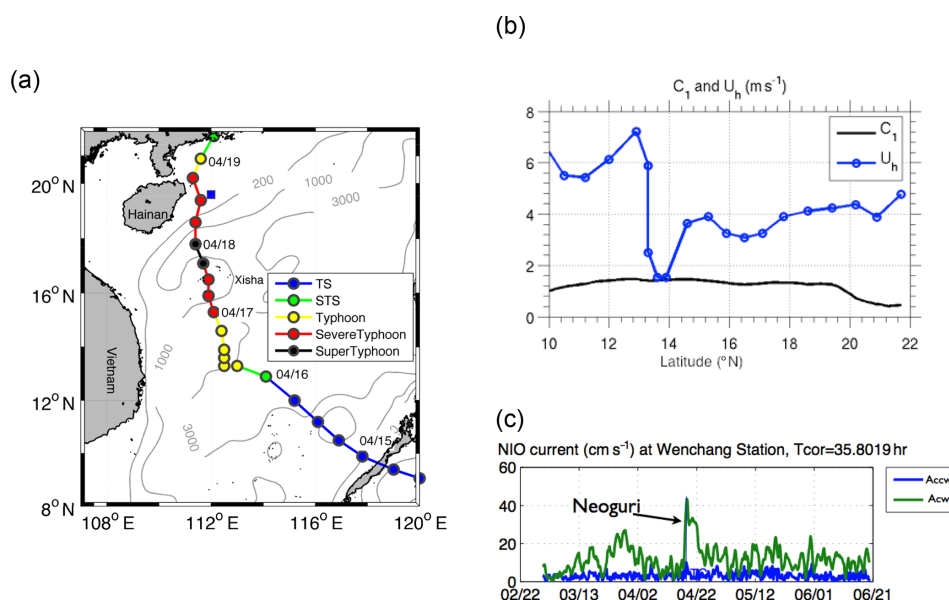 (a)
20° N
16° N
12° N
8° N
108° E
112° E
116° E
120° E
Hainan
Vietnam
Xisha
200
1000
3000
1000
3000
04/19
04/18
04/17
04/16
04/15
TS
STS
Typhoon
SevereTyphoon
SuperTyphoon
(b)
C1 and Uh (m s⁻¹)
8
6
4
2
0
10 12 14 16 18 20 22
Latitude (°N)
C1
Uh
(c)
NIO current (cm s⁻¹) at Wenchang Station, Tcor=35.8019 hr
60
40
20
0
Neoguri
02/22 03/13 04/02 04/22 05/12 06/01 06/21
Accw
Acw